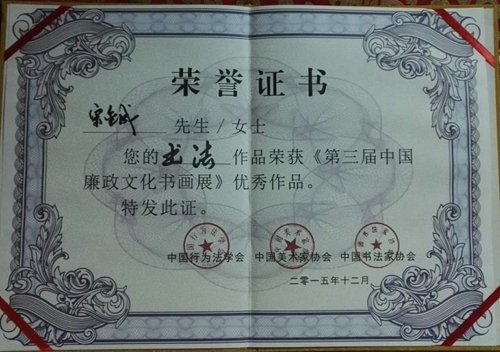 荣誉证书
宋金城 先生/女士
您的书法作品荣获《第三届中国
廉政文化书画展》优秀作品。
特发此证。
中国行为法学会 中国美术家协会 中国书法家协会
二零一五年十二月